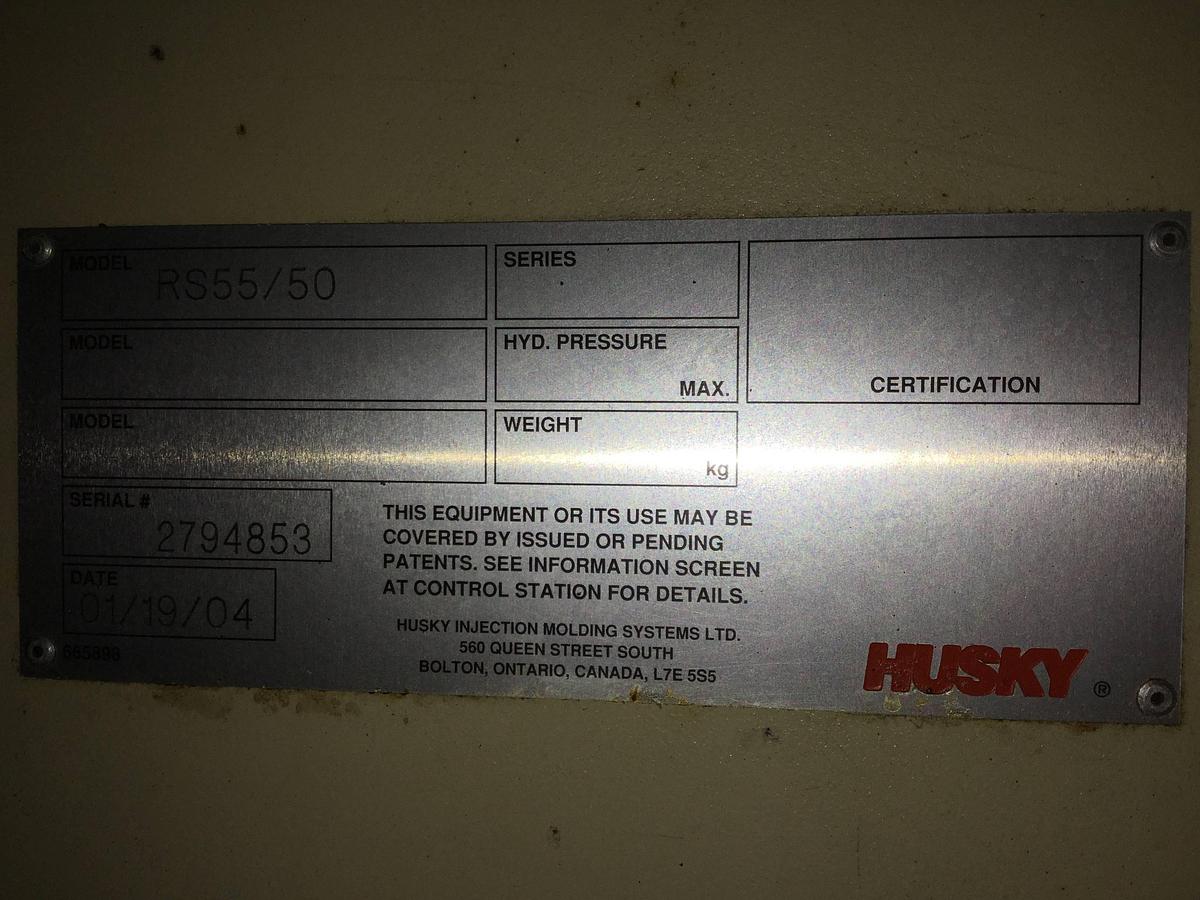 MODEL RS55/50
SERIES
MODEL
HYD. PRESSURE
MAX.
CERTIFICATION
MODEL
WEIGHT
kg
SERIAL #
2794853
DATE
01/19/04
665898
THIS EQUIPMENT OR ITS USE MAY BE
COVERED BY ISSUED OR PENDING
PATENTS. SEE INFORMATION SCREEN
AT CONTROL STATION FOR DETAILS.
HUSKY INJECTION MOLDING SYSTEMS LTD.
560 QUEEN STREET SOUTH
BOLTON, ONTARIO, CANADA, L7E 5S5
HUSKY ®